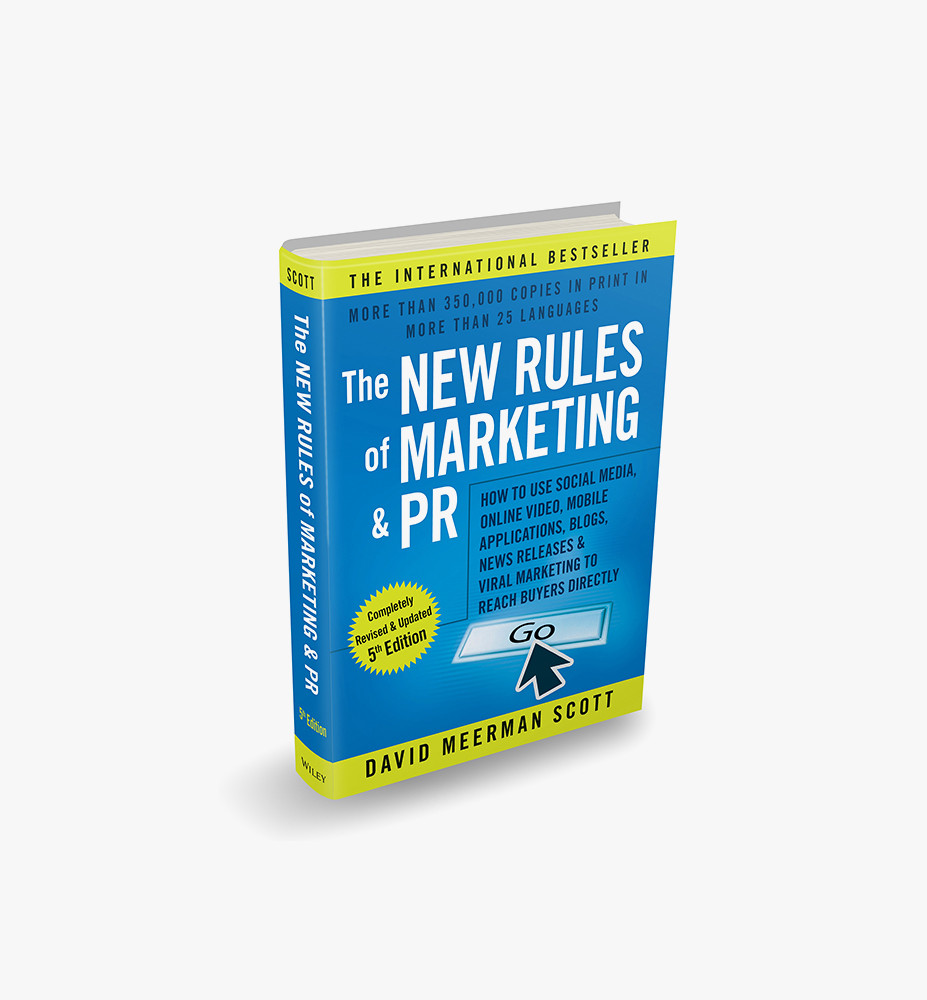 SCOTT
The NEW RULES of MARKETING & PR
5th Edition
WILEY
THE INTERNATIONAL BESTSELLER
MORE THAN 350,000 COPIES IN PRINT IN
MORE THAN 25 LANGUAGES
The NEW RULES
of MARKETING
& PR
HOW TO USE SOCIAL MEDIA,
ONLINE VIDEO, MOBILE
APPLICATIONS, BLOGS,
NEWS RELEASES &
VIRAL MARKETING TO
REACH BUYERS DIRECTLY
Completely
Revised & Updated
5th Edition
Go
DAVID MEERMAN SCOTT